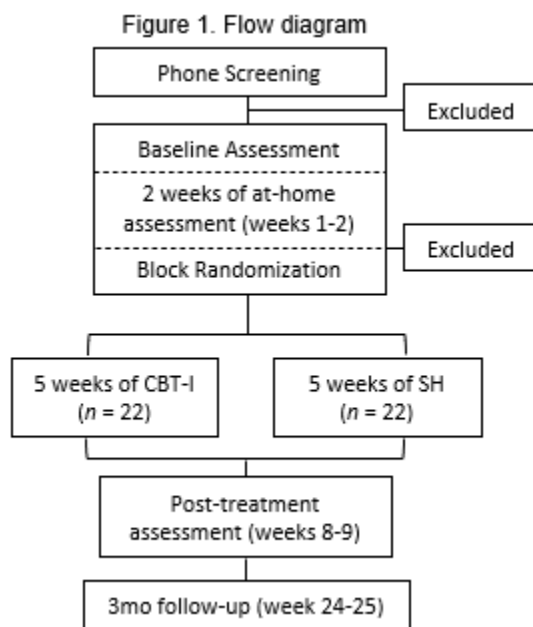 Figure 1. Flow diagram
Phone Screening
Excluded
Baseline Assessment
2 weeks of at-home
assessment (weeks 1-2)
Excluded
Block Randomization
5 weeks of CBT-I
(n = 22)
5 weeks of SH
(n = 22)
Post-treatment
assessment (weeks 8-9)
3mo follow-up (week 24-25)